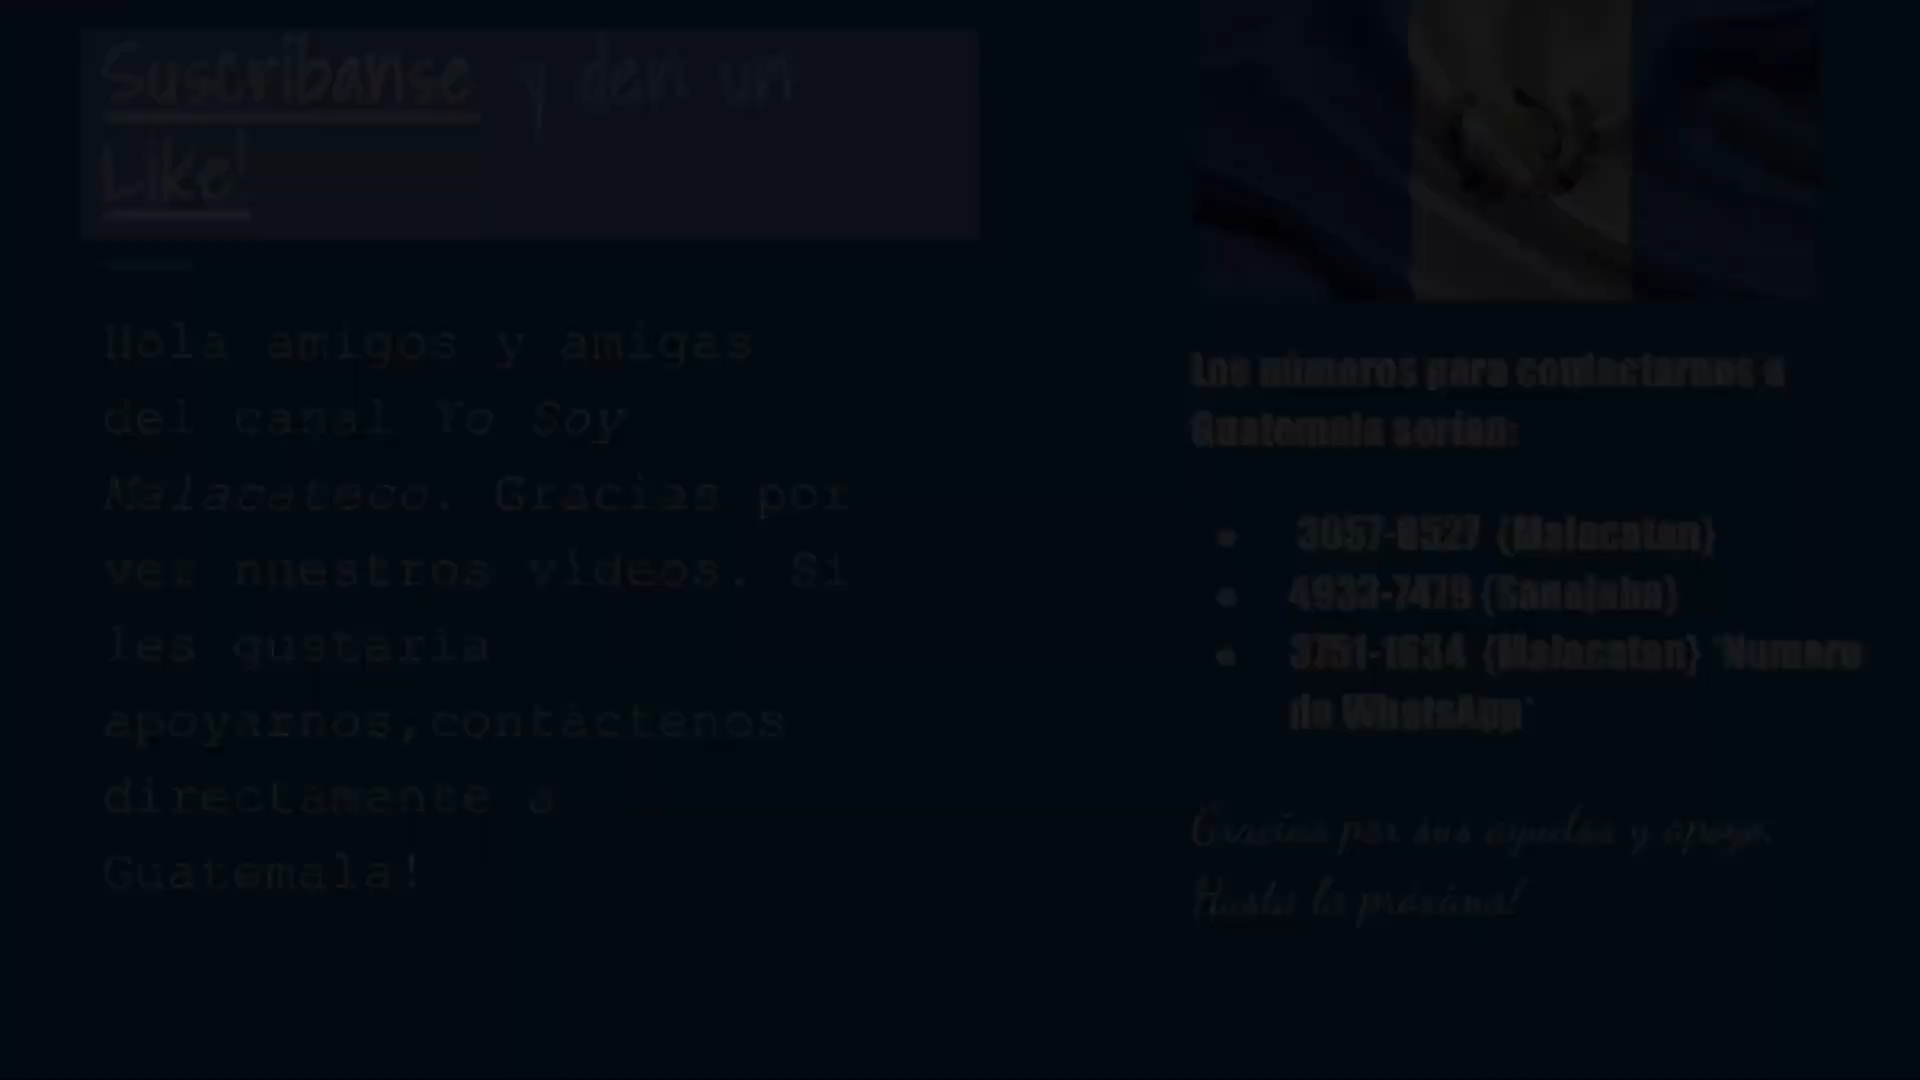 Suscribanse y den un
Like!
Hola amigos y amigas
del canal Yo Soy
Malacateco. Gracias por
ver nuestros videos. Si
les gustaria
apoyarnos,contáctenos
directamente a
Guatemala!
Los números para contactarnos a
Guatemala serían:
(Malacatan)
4933-7479 (Sanajaba)
3751-1634 (Malacatan) *Numero
de WhatsApp*
Gracias por sus ayudas y apoyo.
Hasta la próxima!